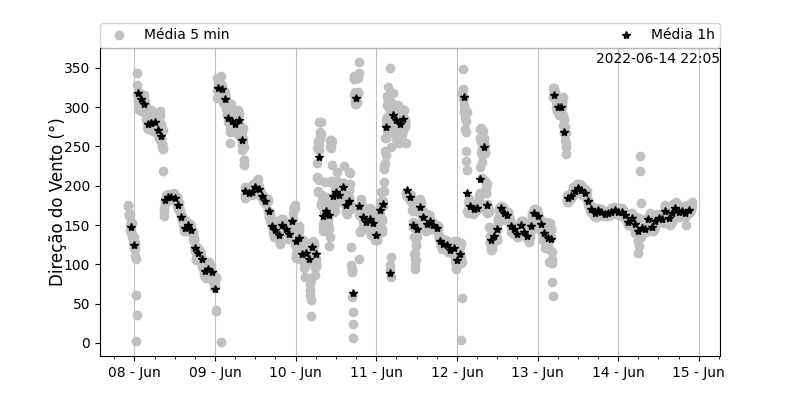 Média 5 min
Média 1h
2022-06-14 22:05
Direção do Vento (°)
350
300
250
200
150
100
50
0
08 - Jun
09 - Jun
10 - Jun
11 - Jun
12 - Jun
13 - Jun
14 - Jun
15 - Jun